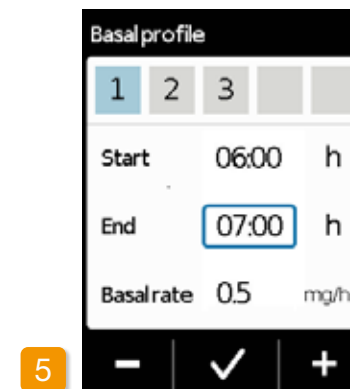 Basal profile
1 2 3
Start 06:00 h
End 07:00 h
Basal rate 0.5 mg/h
5 − ✓ +